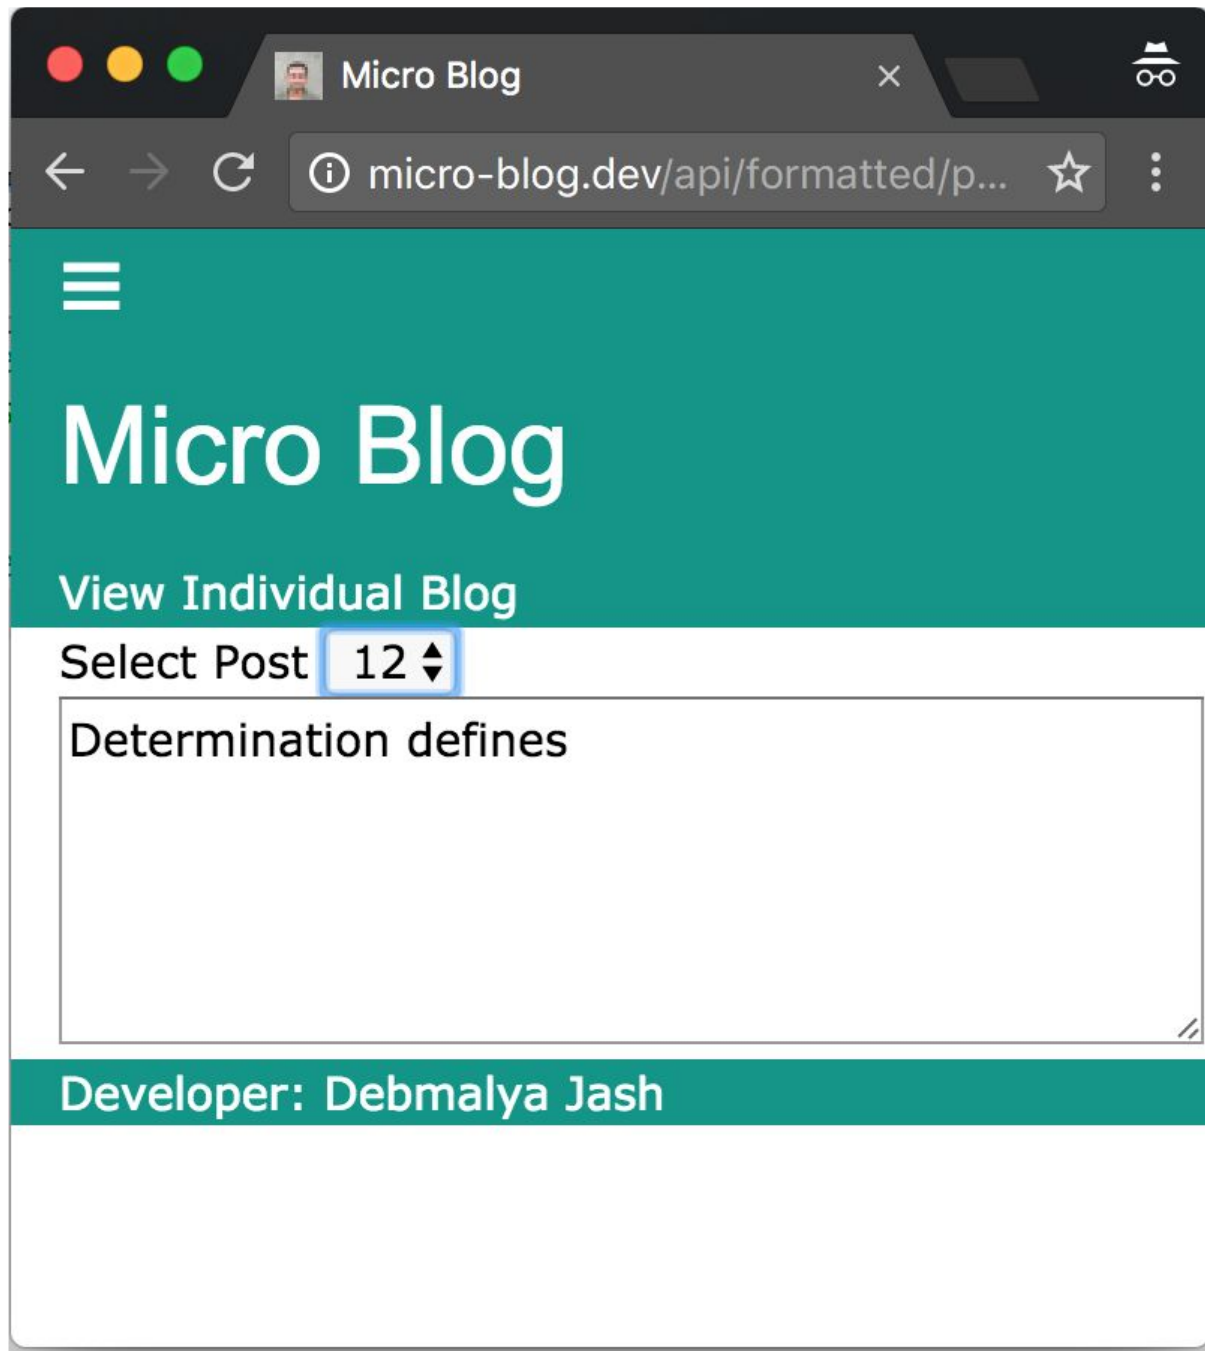 Micro Blog
micro-blog.dev/api/formatted/p...
Micro Blog
View Individual Blog
Select Post 12
Determination defines
Developer: Debmalya Jash